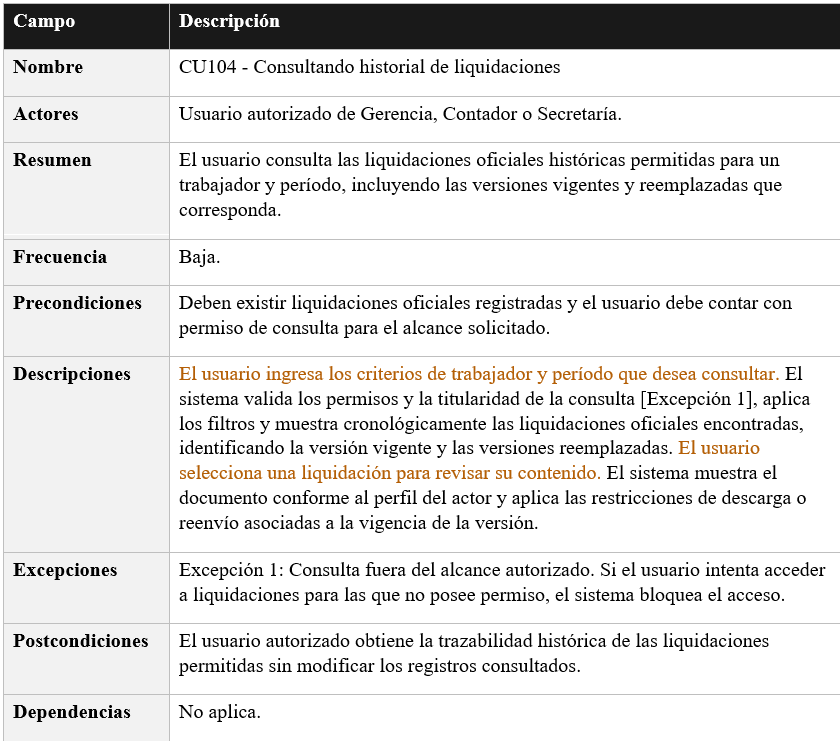 Campo Descripción
Nombre CU104 - Consultando historial de liquidaciones
Actores Usuario autorizado de Gerencia, Contador o Secretaría.
Resumen El usuario consulta las liquidaciones oficiales históricas permitidas para un
trabajador y período, incluyendo las versiones vigentes y reemplazadas que
corresponda.
Frecuencia Baja.
Precondiciones Deben existir liquidaciones oficiales registradas y el usuario debe contar con
permiso de consulta para el alcance solicitado.
Descripciones El usuario ingresa los criterios de trabajador y período que desea consultar. El
sistema valida los permisos y la titularidad de la consulta [Excepción 1], aplica
los filtros y muestra cronológicamente las liquidaciones oficiales encontradas,
identificando la versión vigente y las versiones reemplazadas. El usuario
selecciona una liquidación para revisar su contenido. El sistema muestra el
documento conforme al perfil del actor y aplica las restricciones de descarga o
reenvío asociadas a la vigencia de la versión.
Excepciones Excepción 1: Consulta fuera del alcance autorizado. Si el usuario intenta acceder
a liquidaciones para las que no posee permiso, el sistema bloquea el acceso.
Postcondiciones El usuario autorizado obtiene la trazabilidad histórica de las liquidaciones
permitidas sin modificar los registros consultados.
Dependencias No aplica.